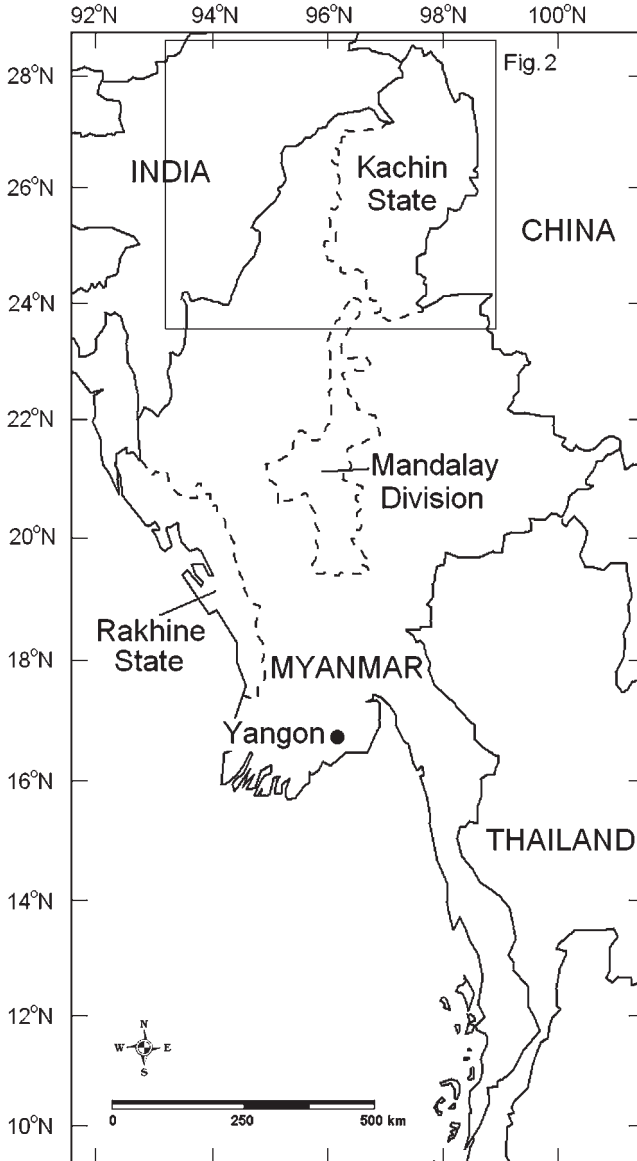 92°N 94°N 96°N 98°N 100°N
28°N
Fig. 2
26°N
INDIA
Kachin
State
CHINA
24°N
22°N
Mandalay
Division
20°N
Rakhine
State
18°N
MYANMAR
Yangon
16°N
THAILAND
14°N
12°N
N
W E
S
0 250 500 km
10°N